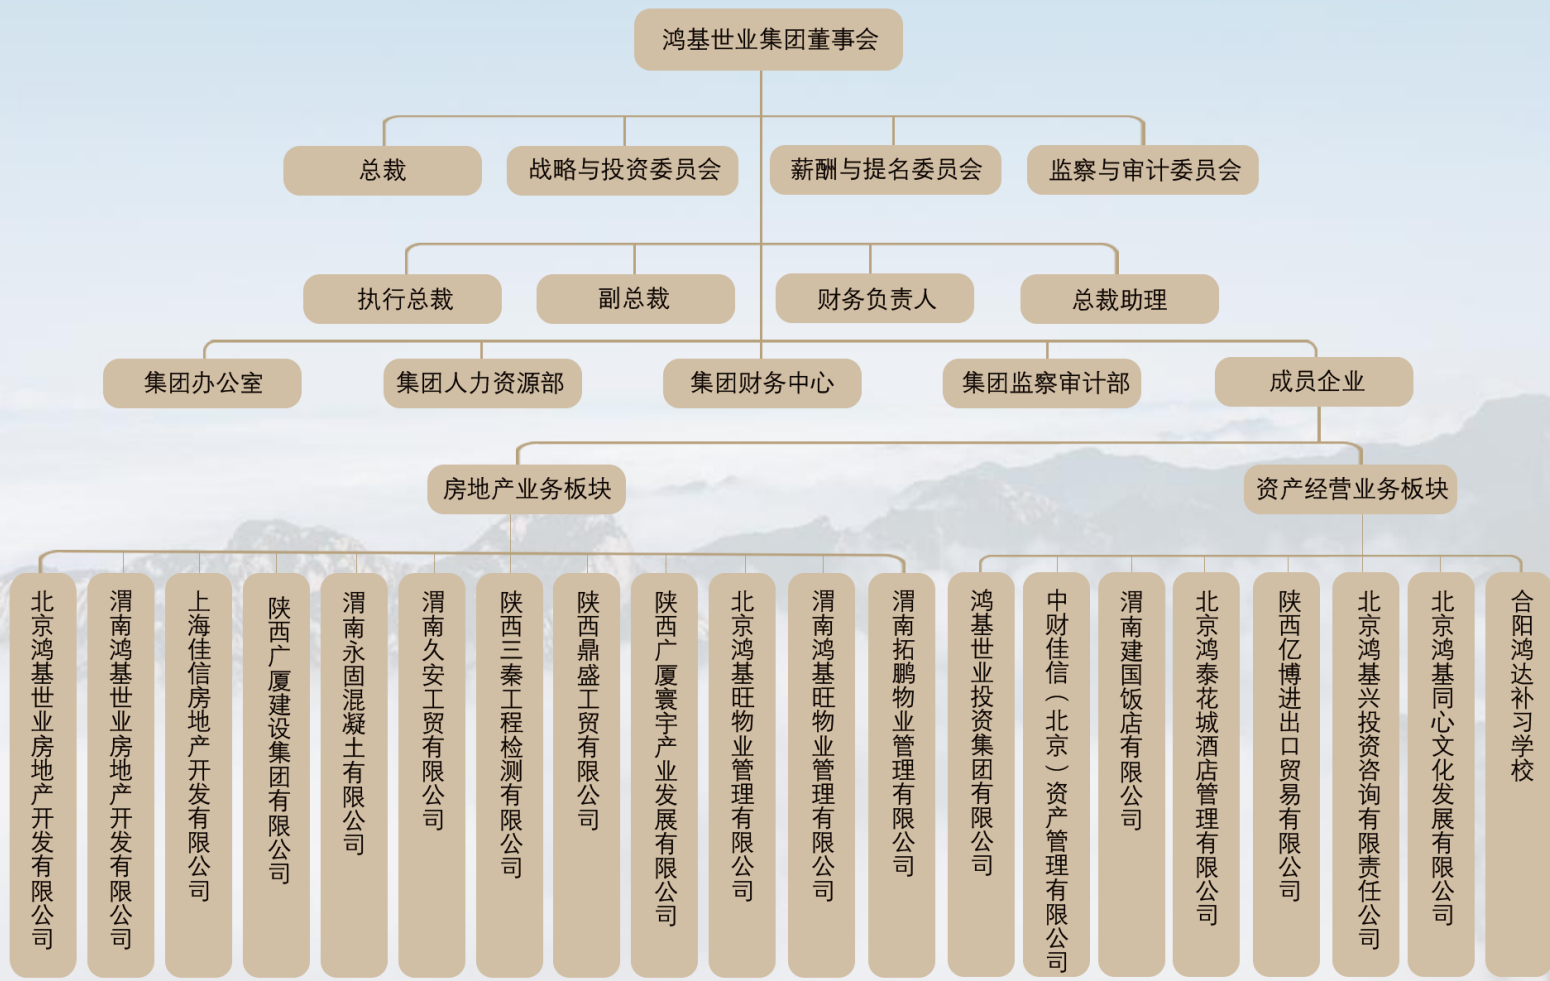 鸿基世业集团董事会
总裁
战略与投资委员会
薪酬与提名委员会
监察与审计委员会
执行总裁
副总裁
财务负责人
总裁助理
集团办公室
集团人力资源部
集团财务中心
集团监察审计部
成员企业
房地产业务板块
资产经营业务板块
北京鸿基世业房地产开发有限公司
渭南鸿基世业房地产开发有限公司
上海佳信房地产开发有限公司
陕西广厦建设集团有限公司
渭南永固混凝土有限公司
渭南久安工贸有限公司
陕西三秦工程检测有限公司
陕西鼎盛工贸有限公司
陕西广厦寰宇产业发展有限公司
北京鸿基旺物业管理有限公司
渭南鸿基旺物业管理有限公司
渭南拓鹏物业管理有限公司
鸿基世业投资集团有限公司
中财佳信（北京）资产管理有限公司
渭南建国饭店有限公司
北京鸿泰花城酒店管理有限公司
陕西亿博进出口贸易有限公司
北京鸿基兴投资咨询有限责任公司
北京鸿基同心文化发展有限公司
合阳鸿达补习学校